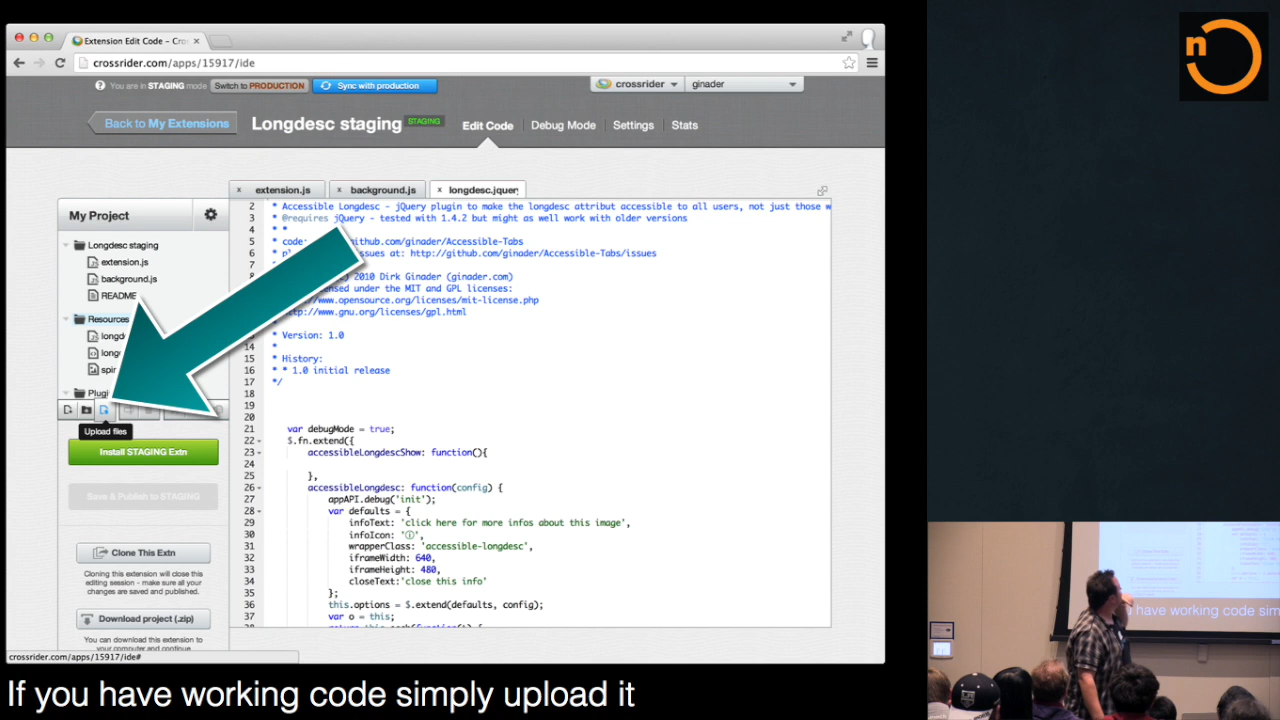 Extension Edit Code - Cros
crossrider.com/apps/15917/ide
You are in STAGING mode
Switch to PRODUCTION
Sync with production
crossrider
ginader
Back to My Extensions
Longdesc staging
STAGING
Edit Code
Debug Mode
Settings
Stats
extension.js
background.js
longdesc.jquery
My Project
Longdesc staging
extension.js
background.js
README
Resources
longd
long
spir
Plugi
Upload files
Install STAGING Extn
Save & Publish to STAGING
Clone This Extn
Cloning this extension will close this
editing session - make sure all your
changes are saved and published.
Download project (.zip)
You can download this extension to
your computer and continue
crossrider.com/apps/15917/ide#
2 * Accessible Longdesc - jQuery plugin to make the longdesc attribut accessible to all users, not just those w
3 * @requires jQuery - tested with 1.4.2 but might as well work with older versions
4 * *
5 * code: github.com/ginader/Accessible-Tabs
6 * pl issues at: http://github.com/ginader/Accessible-Tabs/issues
7
8 ) 2010 Dirk Ginader (ginader.com)
ensed under the MIT and GPL licenses:
/www.opensource.org/licenses/mit-license.php
tp://www.gnu.org/licenses/gpl.html
* Version: 1.0
14 *
15 * History:
16 * * 1.0 initial release
17 */
18
19
20
21 var debugMode = true;
22 $.fn.extend({
23 accessibleLongdescShow: function(){
24
25 },
26 accessibleLongdesc: function(config) {
27 appAPI.debug('init');
28 var defaults = {
29 infoText: 'click here for more infos about this image',
30 infoIcon: 'ⓘ',
31 wrapperClass: 'accessible-longdesc',
32 iframeWidth: 640,
33 iframeHeight: 480,
34 closeText:'close this info'
35 };
36 this.options = $.extend(defaults, config);
37 var o = this;
If you have working code simply upload it
n
have working code sim